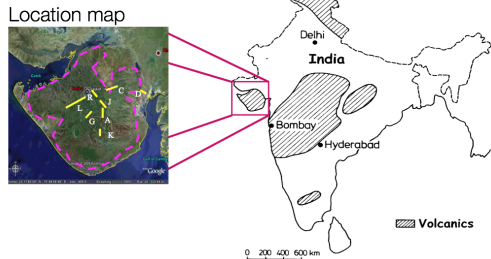 Location map
Delhi
India
C
D
R
J
L
G
A
K
Google
Bombay
Hyderabad
Volcanics
0 200 400 600 km